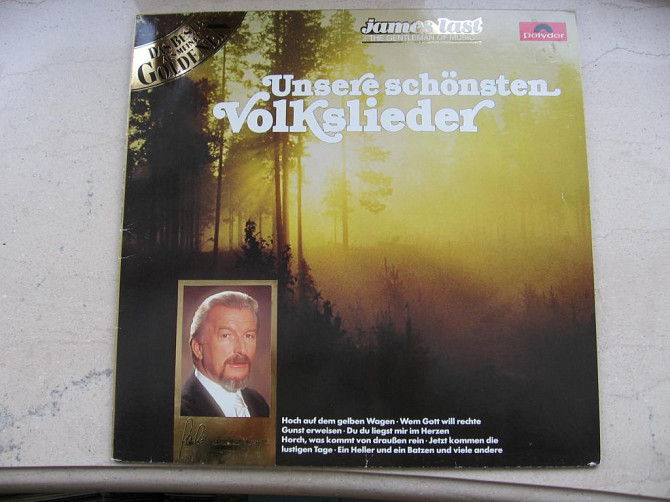 GOLDENEN
james last
THE GENTLEMAN OF MUSIC
polydor
Unsere schönsten
Volkslieder
Hoch auf dem gelben Wagen · Wem Gott will rechte
Gunst erweisen · Du du liegst mir im Herzen
Horch, was kommt von draußen rein · Jetzt kommen die
lustigen Tage · Ein Heller und ein Batzen und viele andere